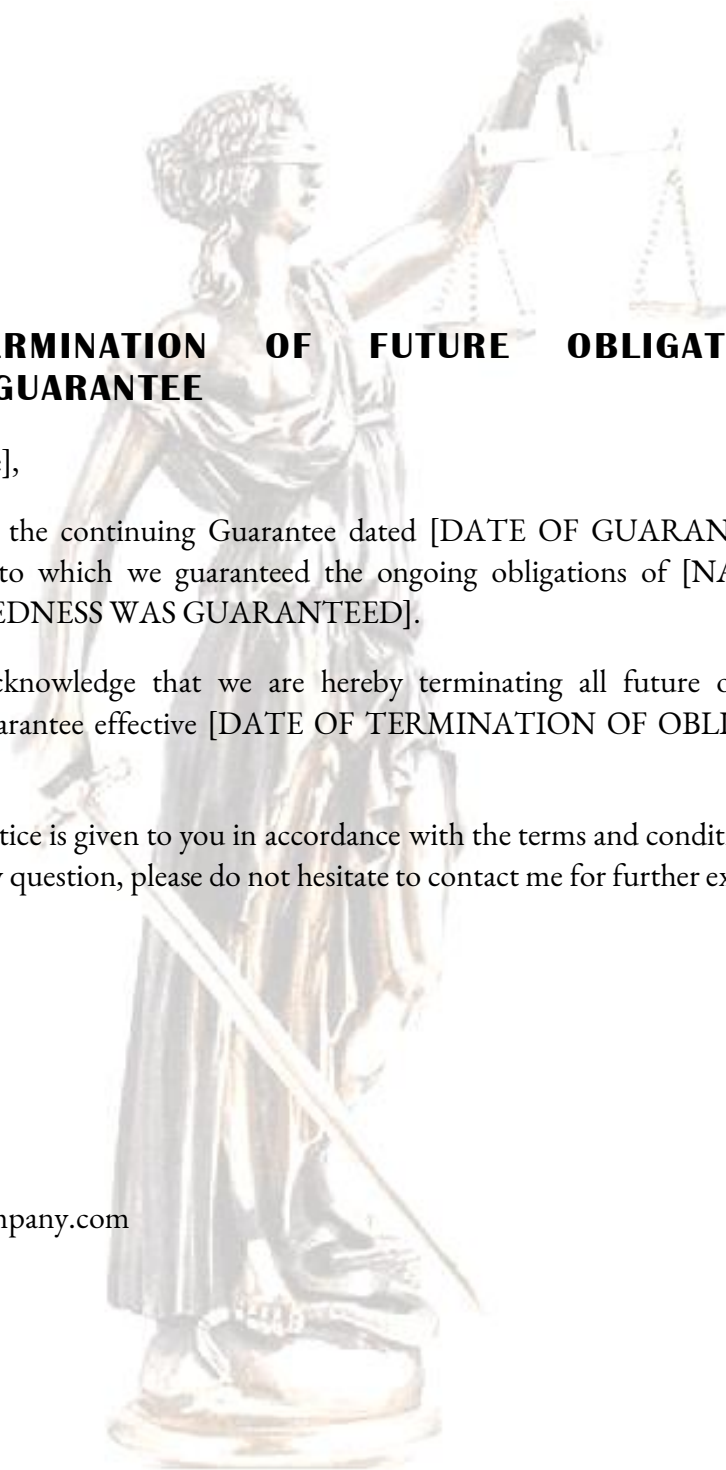 ERMINATION OF FUTURE OBLIGAT
GUARANTEE
],
the continuing Guarantee dated [DATE OF GUARAN
to which we guaranteed the ongoing obligations of [NA
EDNESS WAS GUARANTEED].
cknowledge that we are hereby terminating all future o
arantee effective [DATE OF TERMINATION OF OBLI
tice is given to you in accordance with the terms and condit
y question, please do not hesitate to contact me for further ex
mpany.com